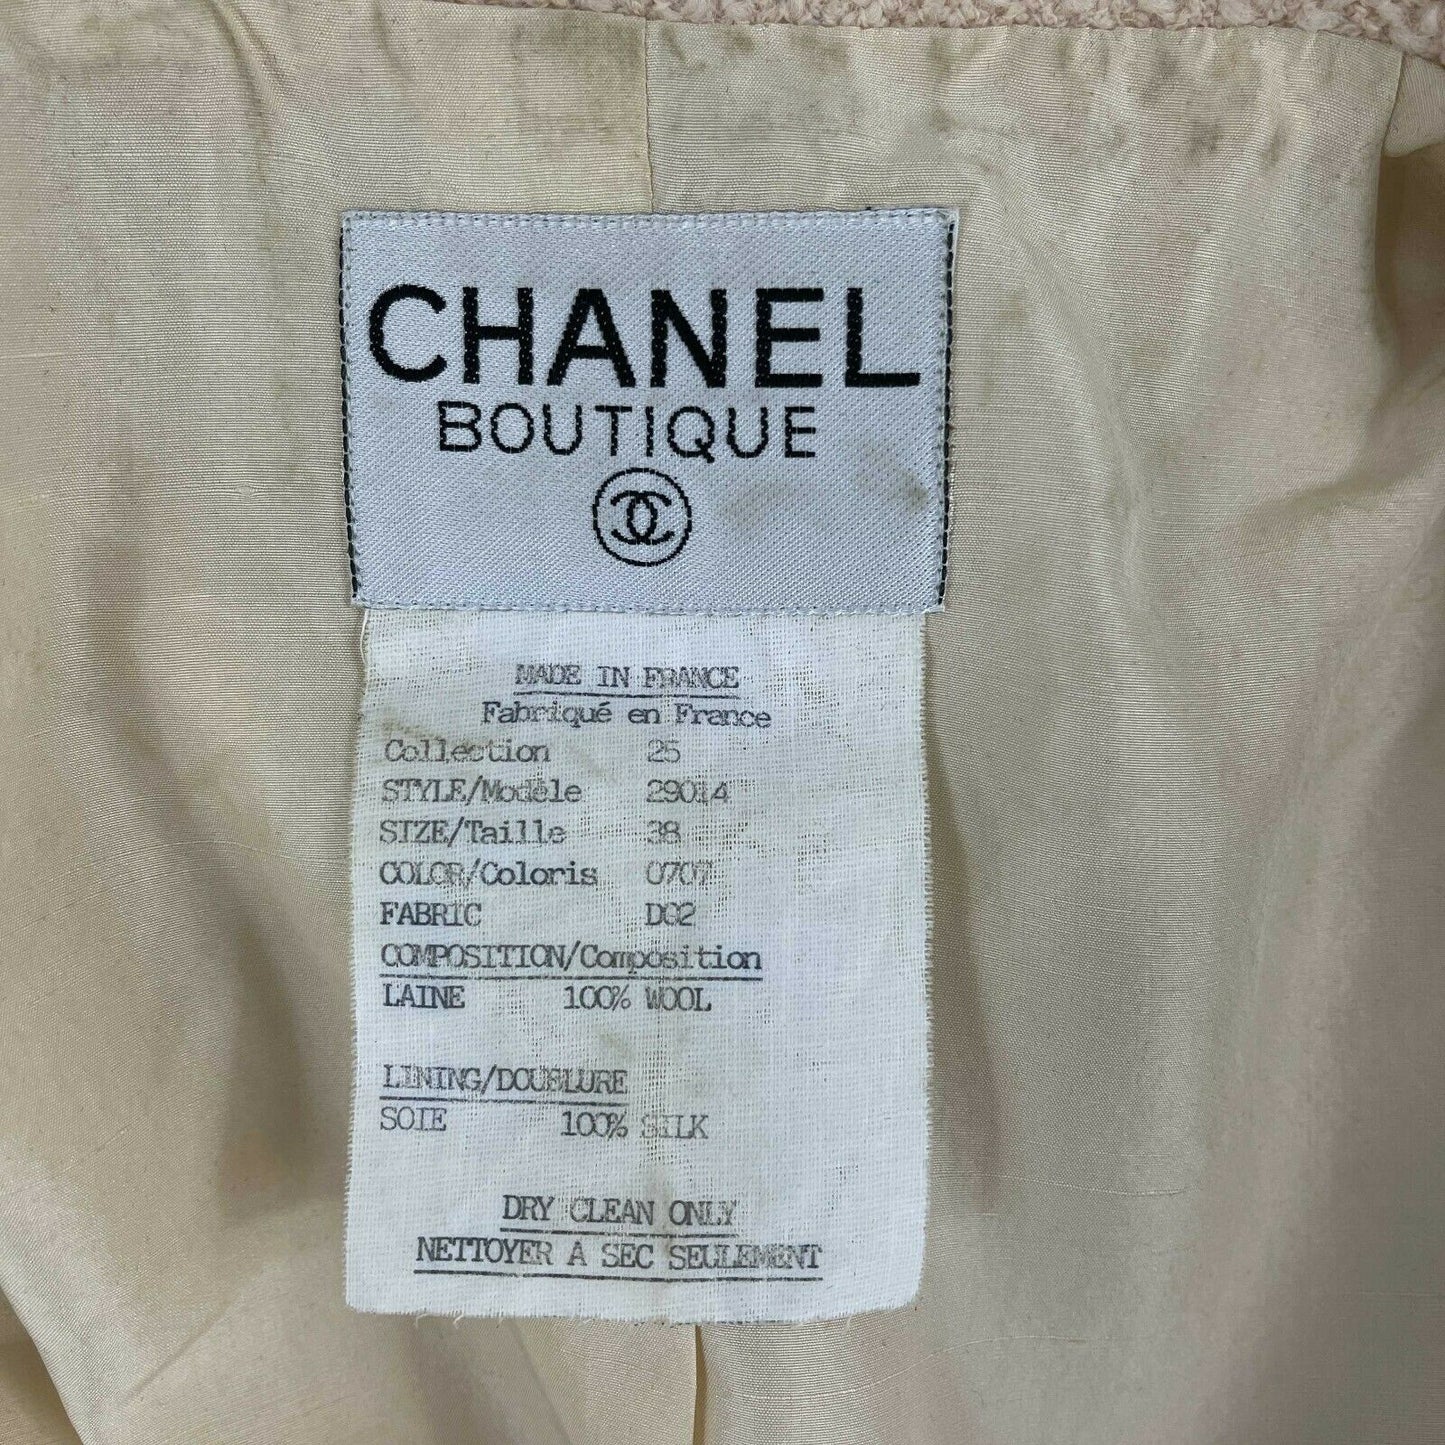 CHANEL
BOUTIQUE
MADE IN FRANCE
Fabriqué en France
Collection 25
STYLE/Modèle 29014
SIZE/Taille 38
COLOR/Coloris 0707
FABRIC DG2
COMPOSITION/Composition
LAINE 100% WOOL
LINING/DOUBLURE
SOIE 100% SILK
DRY CLEAN ONLY
NETTOYER A SEC SEULEMENT